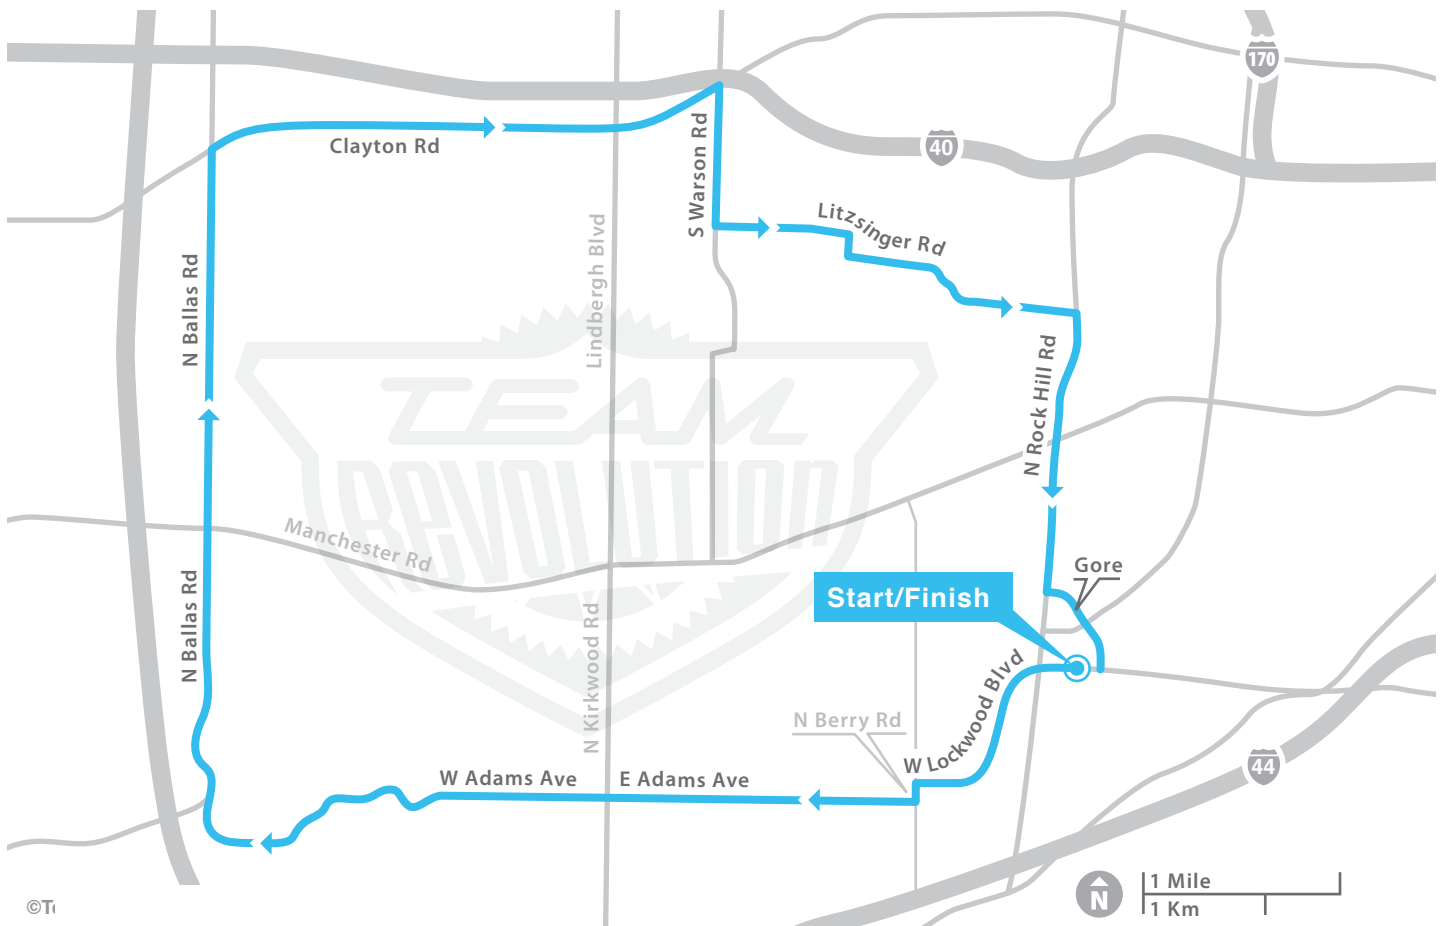 170
40
Clayton Rd
S Warson Rd
Litzsinger Rd
Lindbergh Blvd
N Ballas Rd
N Rock Hill Rd
TEAM
REVOLUTION
Manchester Rd
Gore
Start/Finish
N Ballas Rd
N Kirkwood Rd
W Lockwood Blvd
N Berry Rd
44
W Adams Ave
E Adams Ave
N
1 Mile
1 Km